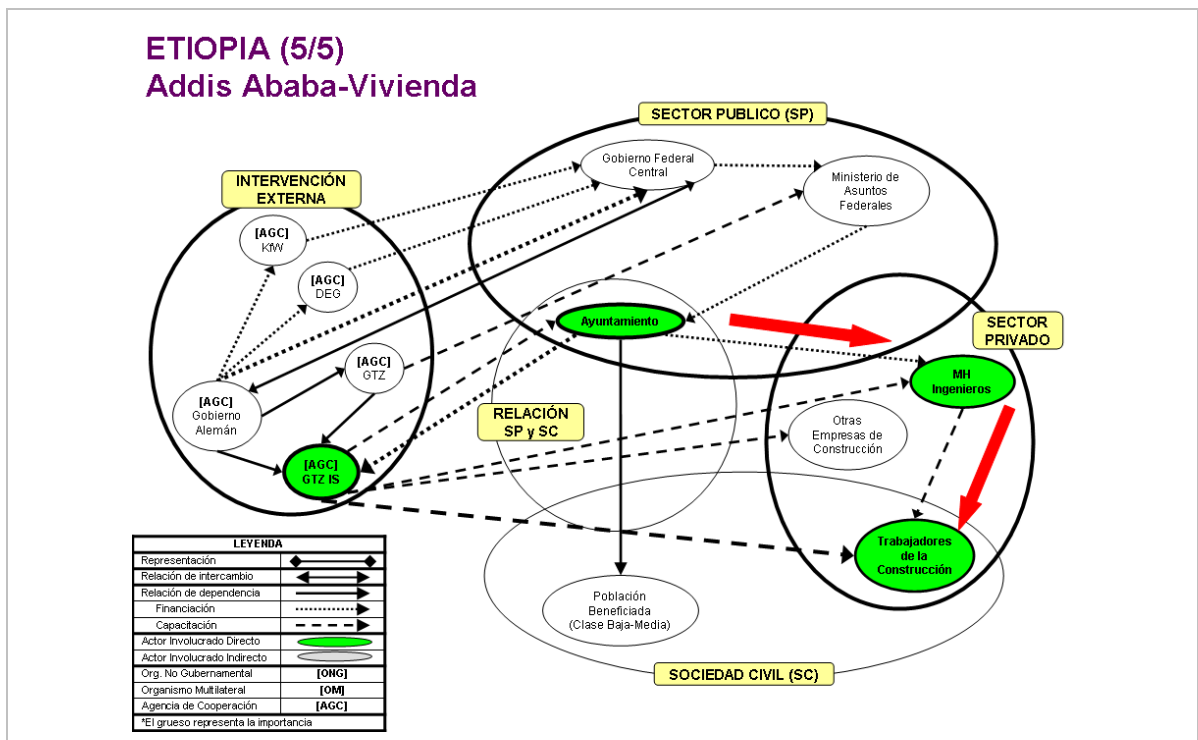 ETIOPIA (5/5)
Addis Ababa-Vivienda
SECTOR PUBLICO (SP)
Gobierno Federal
Central
Ministerio de
Asuntos
Federales
INTERVENCIÓN
EXTERNA
[AGC]
KfW
[AGC]
DEG
Ayuntamiento
SECTOR
PRIVADO
[AGC]
GTZ
MH
Ingenieros
[AGC]
Gobierno
Alemán
RELACIÓN
SP y SC
Otras
Empresas de
Construcción
[AGC]
GTZ IS
Trabajadores
de la
Construcción
Población
Beneficiada
(Clase Baja-Media)
SOCIEDAD CIVIL (SC)
LEYENDA
Representación
Relación de intercambio
Relación de dependencia
Financiación
Capacitación
Actor Involucrado Directo
Actor Involucrado Indirecto
Org. No Gubernamental [ONG]
Organismo Multilateral [OM]
Agencia de Cooperación [AGC]
*El grueso representa la importancia